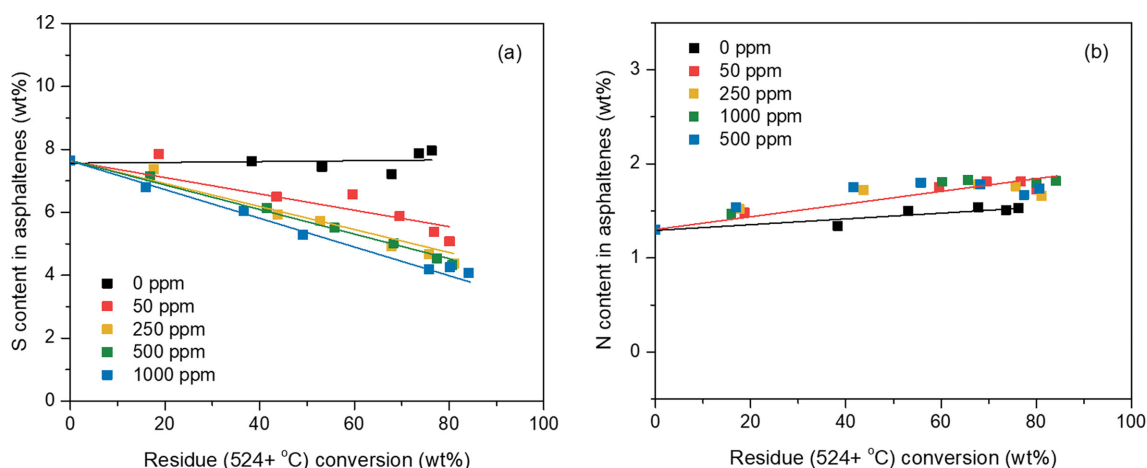 (a)
S content in asphaltenes (wt%)
12
10
8
6
4
2
0
0 ppm
50 ppm
250 ppm
500 ppm
1000 ppm
0
20
40
60
80
100
Residue (524+ °C) conversion (wt%)
(b)
N content in asphaltenes (wt%)
3
2
1
0
0 ppm
50 ppm
250 ppm
1000 ppm
500 ppm
0
20
40
60
80
100
Residue (524+ °C) conversion (wt%)